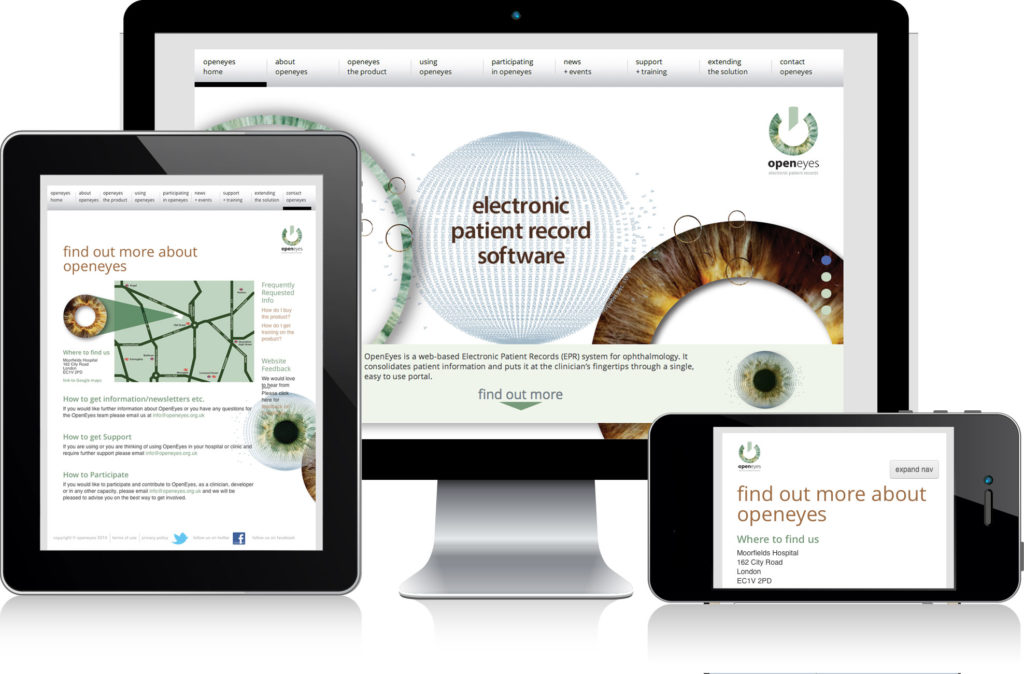 openeyes
home
about
openeyes
openeyes
the product
using
openeyes
participating
in openeyes
news
+ events
support
+ training
extending
the solution
contact
openeyes
openeyes
electronic patient records
electronic
patient record
software
OpenEyes is a web-based Electronic Patient Records (EPR) system for ophthalmology. It
consolidates patient information and puts it at the clinician's fingertips through a single,
easy to use portal.
find out more
openeyes
home
about
openeyes
openeyes
the product
using
openeyes
participating
in openeyes
news
+ events
support
+ training
extending
the solution
contact
openeyes
openeyes
find out more about
openeyes
Frequently
Requested
Info
How do I buy
the product?
How do I get
training on the
product?
Where to find us
Moorfields Hospital
162 City Road
London
EC1V 2PD
link to Google maps
Website
Feedback
We would love
to hear from
Please click
here for
How to get information/newsletters etc.
If you would like further information about OpenEyes or you have any questions for
the OpenEyes team please email us at info@openeyes.org.uk
How to get Support
If you are using or you are thinking of using OpenEyes in your hospital or clinic and
require further support please email info@openeyes.org.uk
How to Participate
If you would like to participate and contribute to OpenEyes, as a clinician, developer
or in any other capacity, please email info@openeyes.org.uk and we will be
pleased to advise you on the best way to get involved.
terms of use
privacy policy
follow us on twitter
follow us on facebook
openeyes
expand nav
find out more about
openeyes
Where to find us
Moorfields Hospital
162 City Road
London
EC1V 2PD